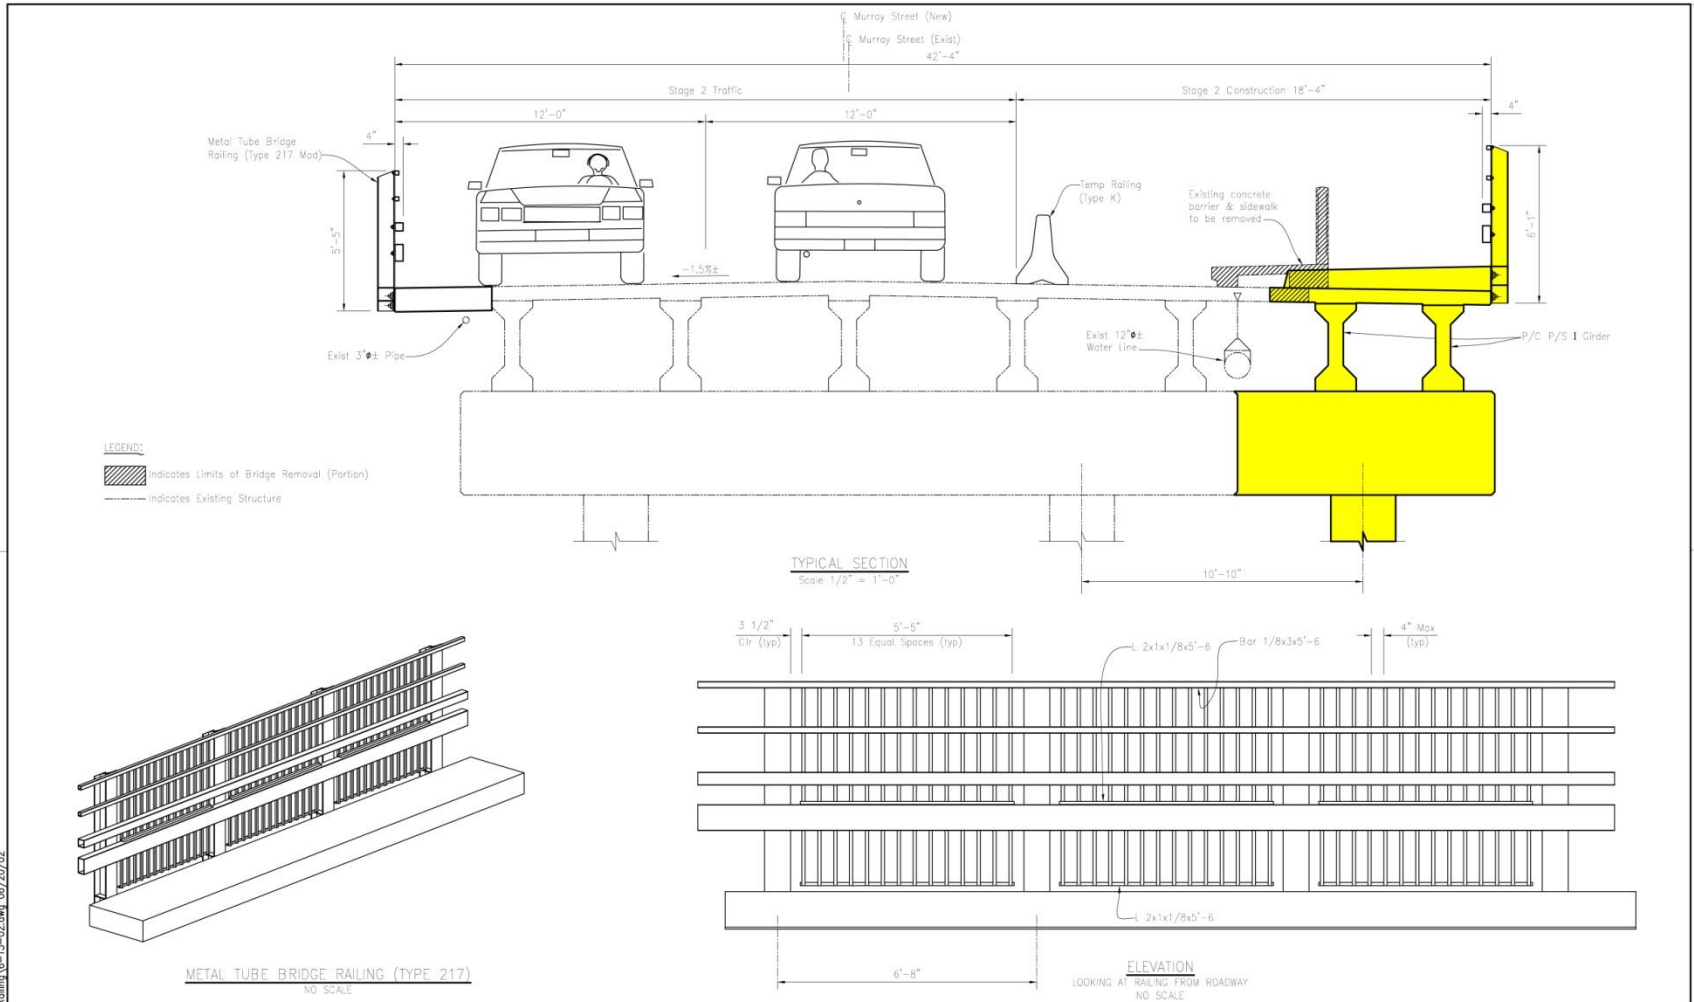 ℄ Murray Street (New)
℄ Murray Street (Exist)
42'-4"
Stage 2 Traffic
Stage 2 Construction 18'-4"
12'-0"
12'-0"
4"
4"
Metal Tube Bridge
Railing (Type 217 Mod)
5'-5"
-1.5%±
Temp Railing
(Type K)
Existing concrete
barrier & sidewalk
to be removed
6'-1"
Exist 3"ø± Pipe
Exist 12"ø±
Water Line
P/C P/S I Girder
LEGEND:
Indicates Limits of Bridge Removal (Portion)
Indicates Existing Structure
TYPICAL SECTION
Scale 1/2" = 1'-0"
10'-10"
3 1/2"
Clr (typ)
5'-5"
13 Equal Spaces (typ)
L 2x1x1/8x5'-6
Bar 1/8x3x5'-6
4" Max
(typ)
L 2x1x1/8x5'-6
6'-8"
METAL TUBE BRIDGE RAILING (TYPE 217)
NO SCALE
ELEVATION
LOOKING AT RAILING FROM ROADWAY
NO SCALE